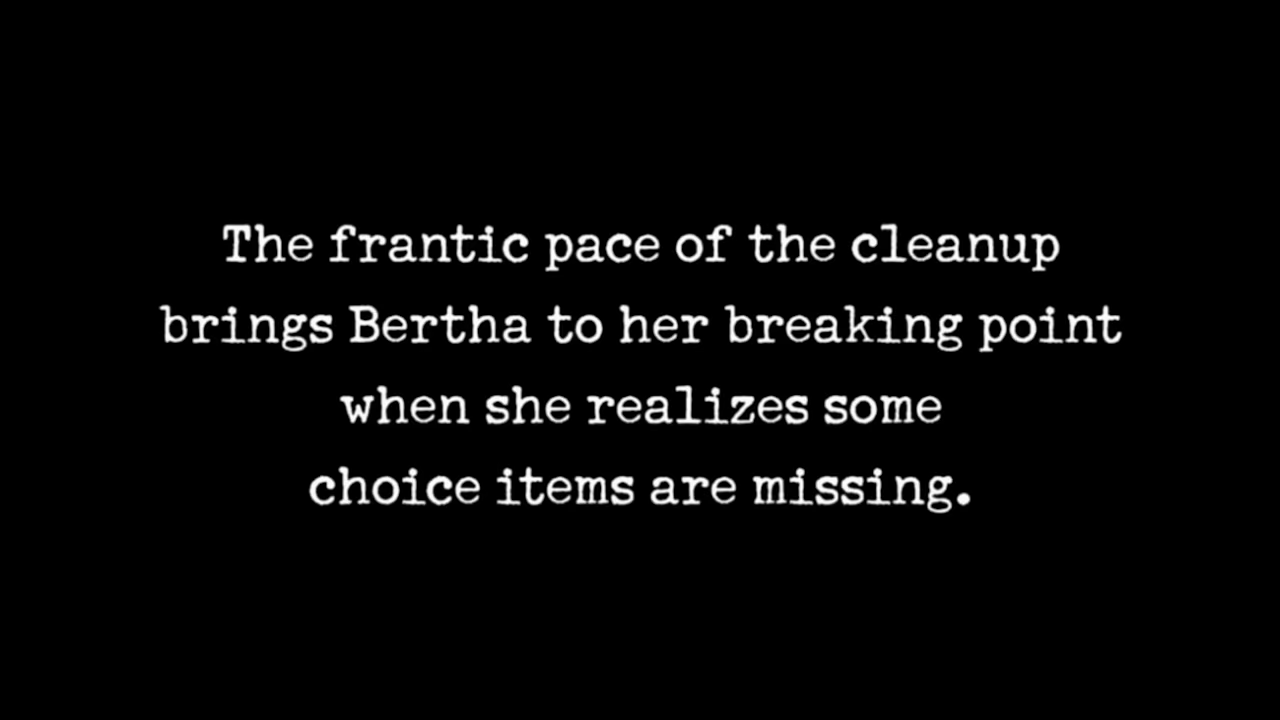 The frantic pace of the cleanup
brings Bertha to her breaking point
when she realizes some
choice items are missing.